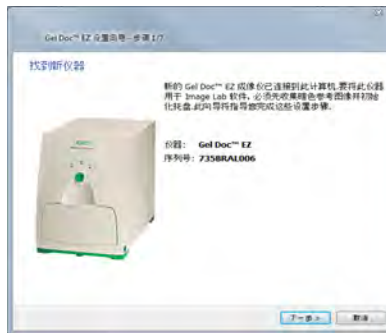 Gel Doc™ EZ 设置向导-步骤 1/7
找到新仪器
新的 Gel Doc™ EZ 成像仪已连接到此计算机.要将此仪器
用于 Image Lab 软件，必须先收集暗色参考图像并初始
化托盘.此向导将指导您完成这些设置步骤。
仪器： Gel Doc™ EZ
序列号：735BRAL006
下一步 >
取消